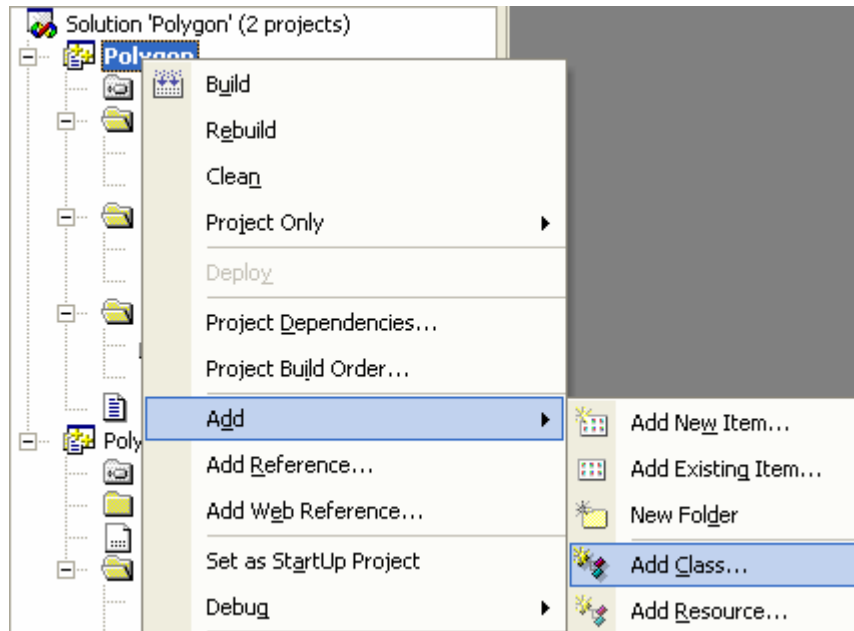 Solution 'Polygon' (2 projects)
Polygon
Build
Rebuild
Clean
Project Only
Deploy
Project Dependencies...
Project Build Order...
Add
Add New Item...
Poly
Add Reference...
Add Existing Item...
Add Web Reference...
New Folder
Set as StartUp Project
Add Class...
Debug
Add Resource...